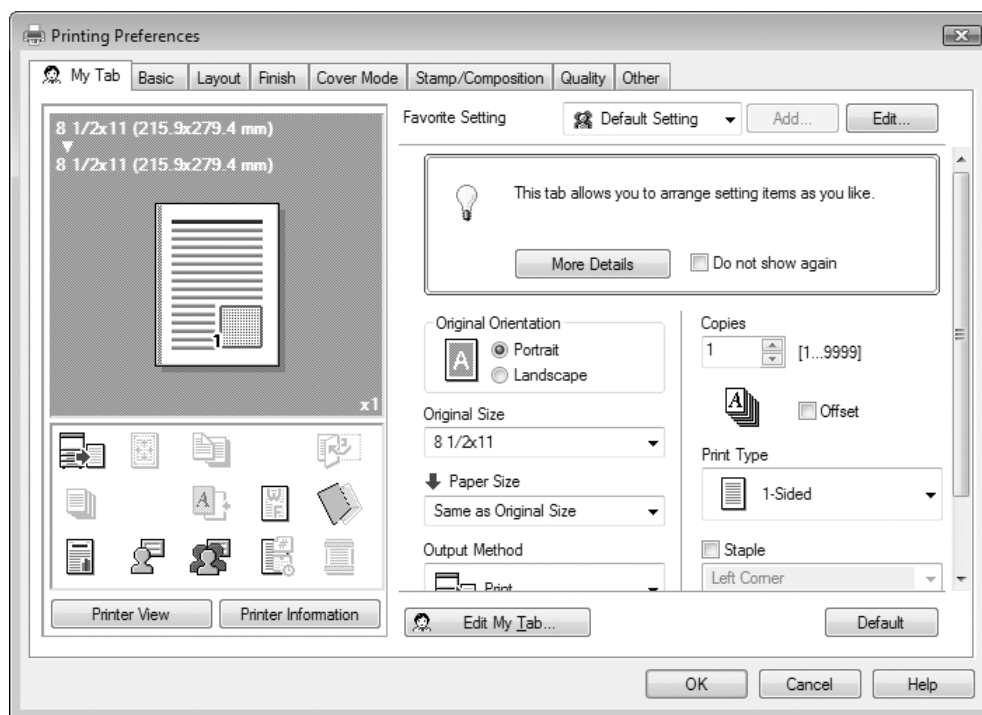 Printing Preferences
My Tab Basic Layout Finish Cover Mode Stamp/Composition Quality Other
8 1/2x11 (215.9x279.4 mm)
8 1/2x11 (215.9x279.4 mm)
1
x1
Printer View Printer Information
Favorite Setting Default Setting Add... Edit...
This tab allows you to arrange setting items as you like.
More Details Do not show again
Original Orientation
A Portrait
Landscape
Original Size
8 1/2x11
Paper Size
Same as Original Size
Output Method
Print
Copies
1 [1...9999]
A Offset
Print Type
1-Sided
Staple
Left Corner
Edit My Tab... Default
OK Cancel Help